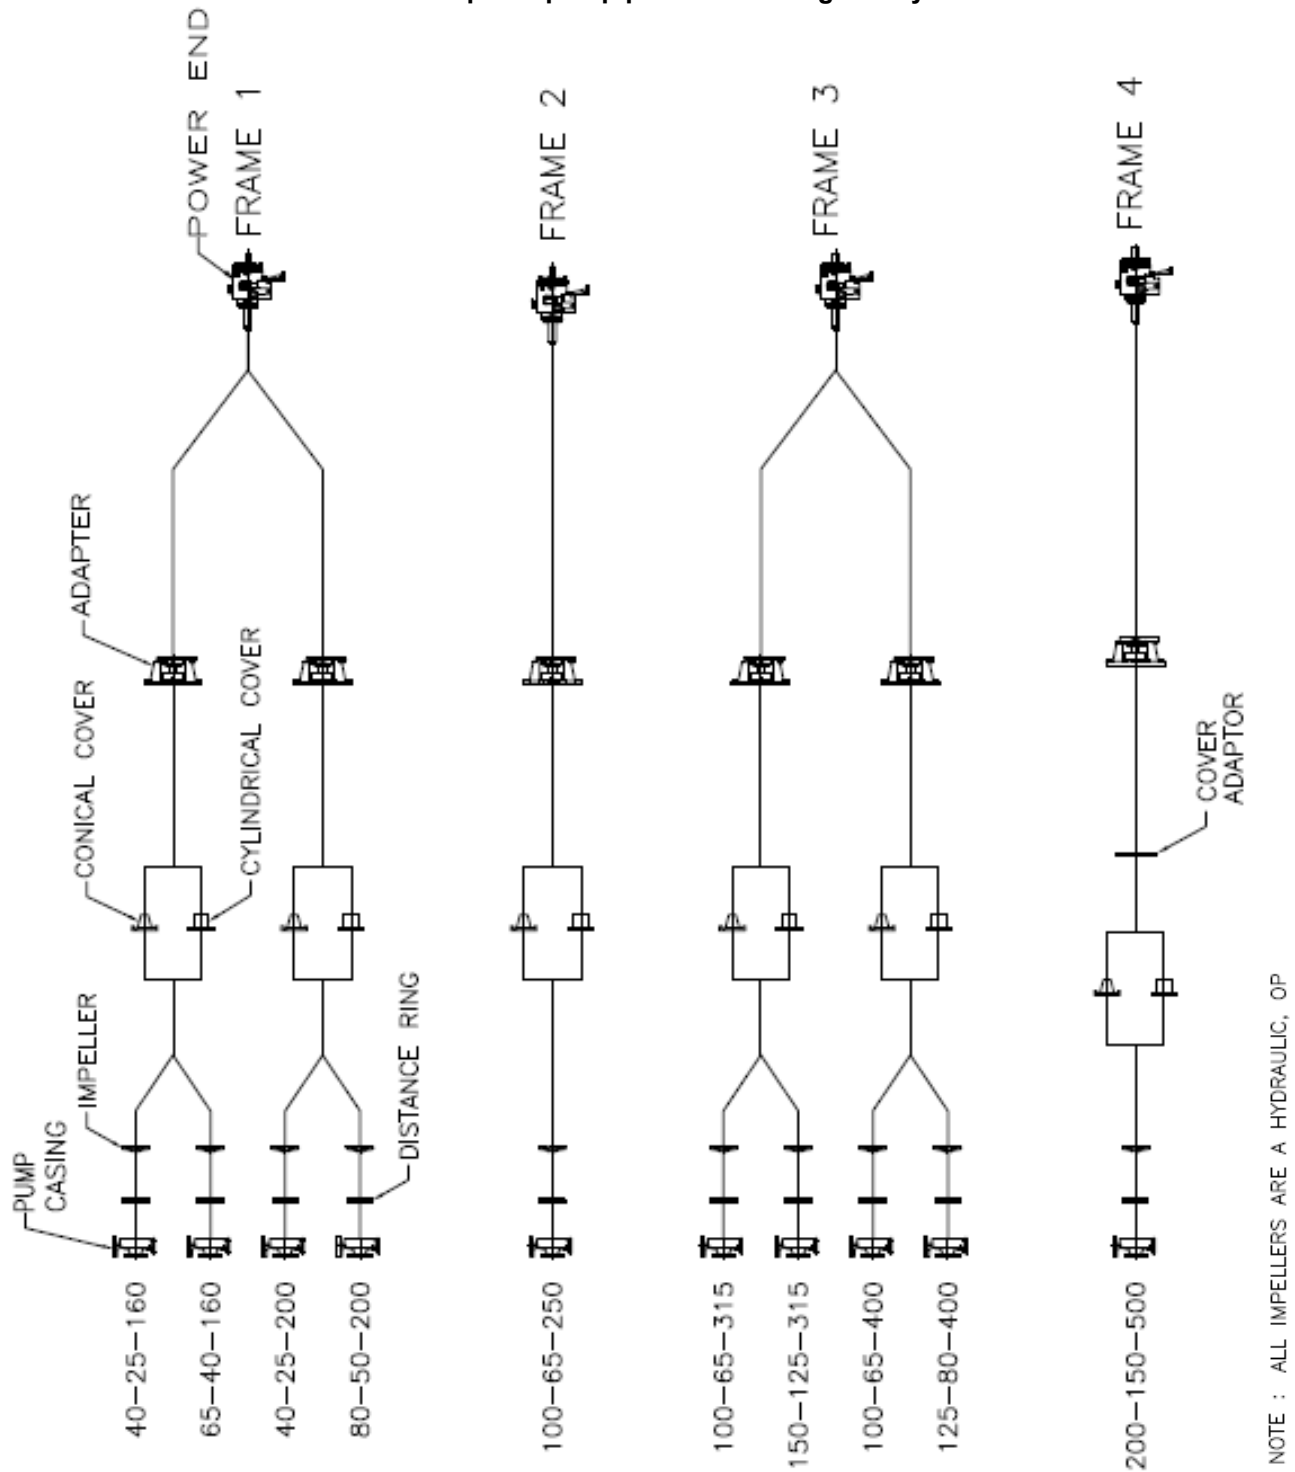 POWER END
FRAME 1
FRAME 2
FRAME 3
FRAME 4
ADAPTER
CONICAL COVER
CYLINDRICAL COVER
COVER
ADAPTOR
IMPELLER
DISTANCE RING
PUMP
CASING
40-25-160
65-40-160
40-25-200
80-50-200
100-65-250
100-65-315
150-125-315
100-65-400
125-80-400
200-150-500
NOTE : ALL IMPELLERS ARE A HYDRAULIC, OP